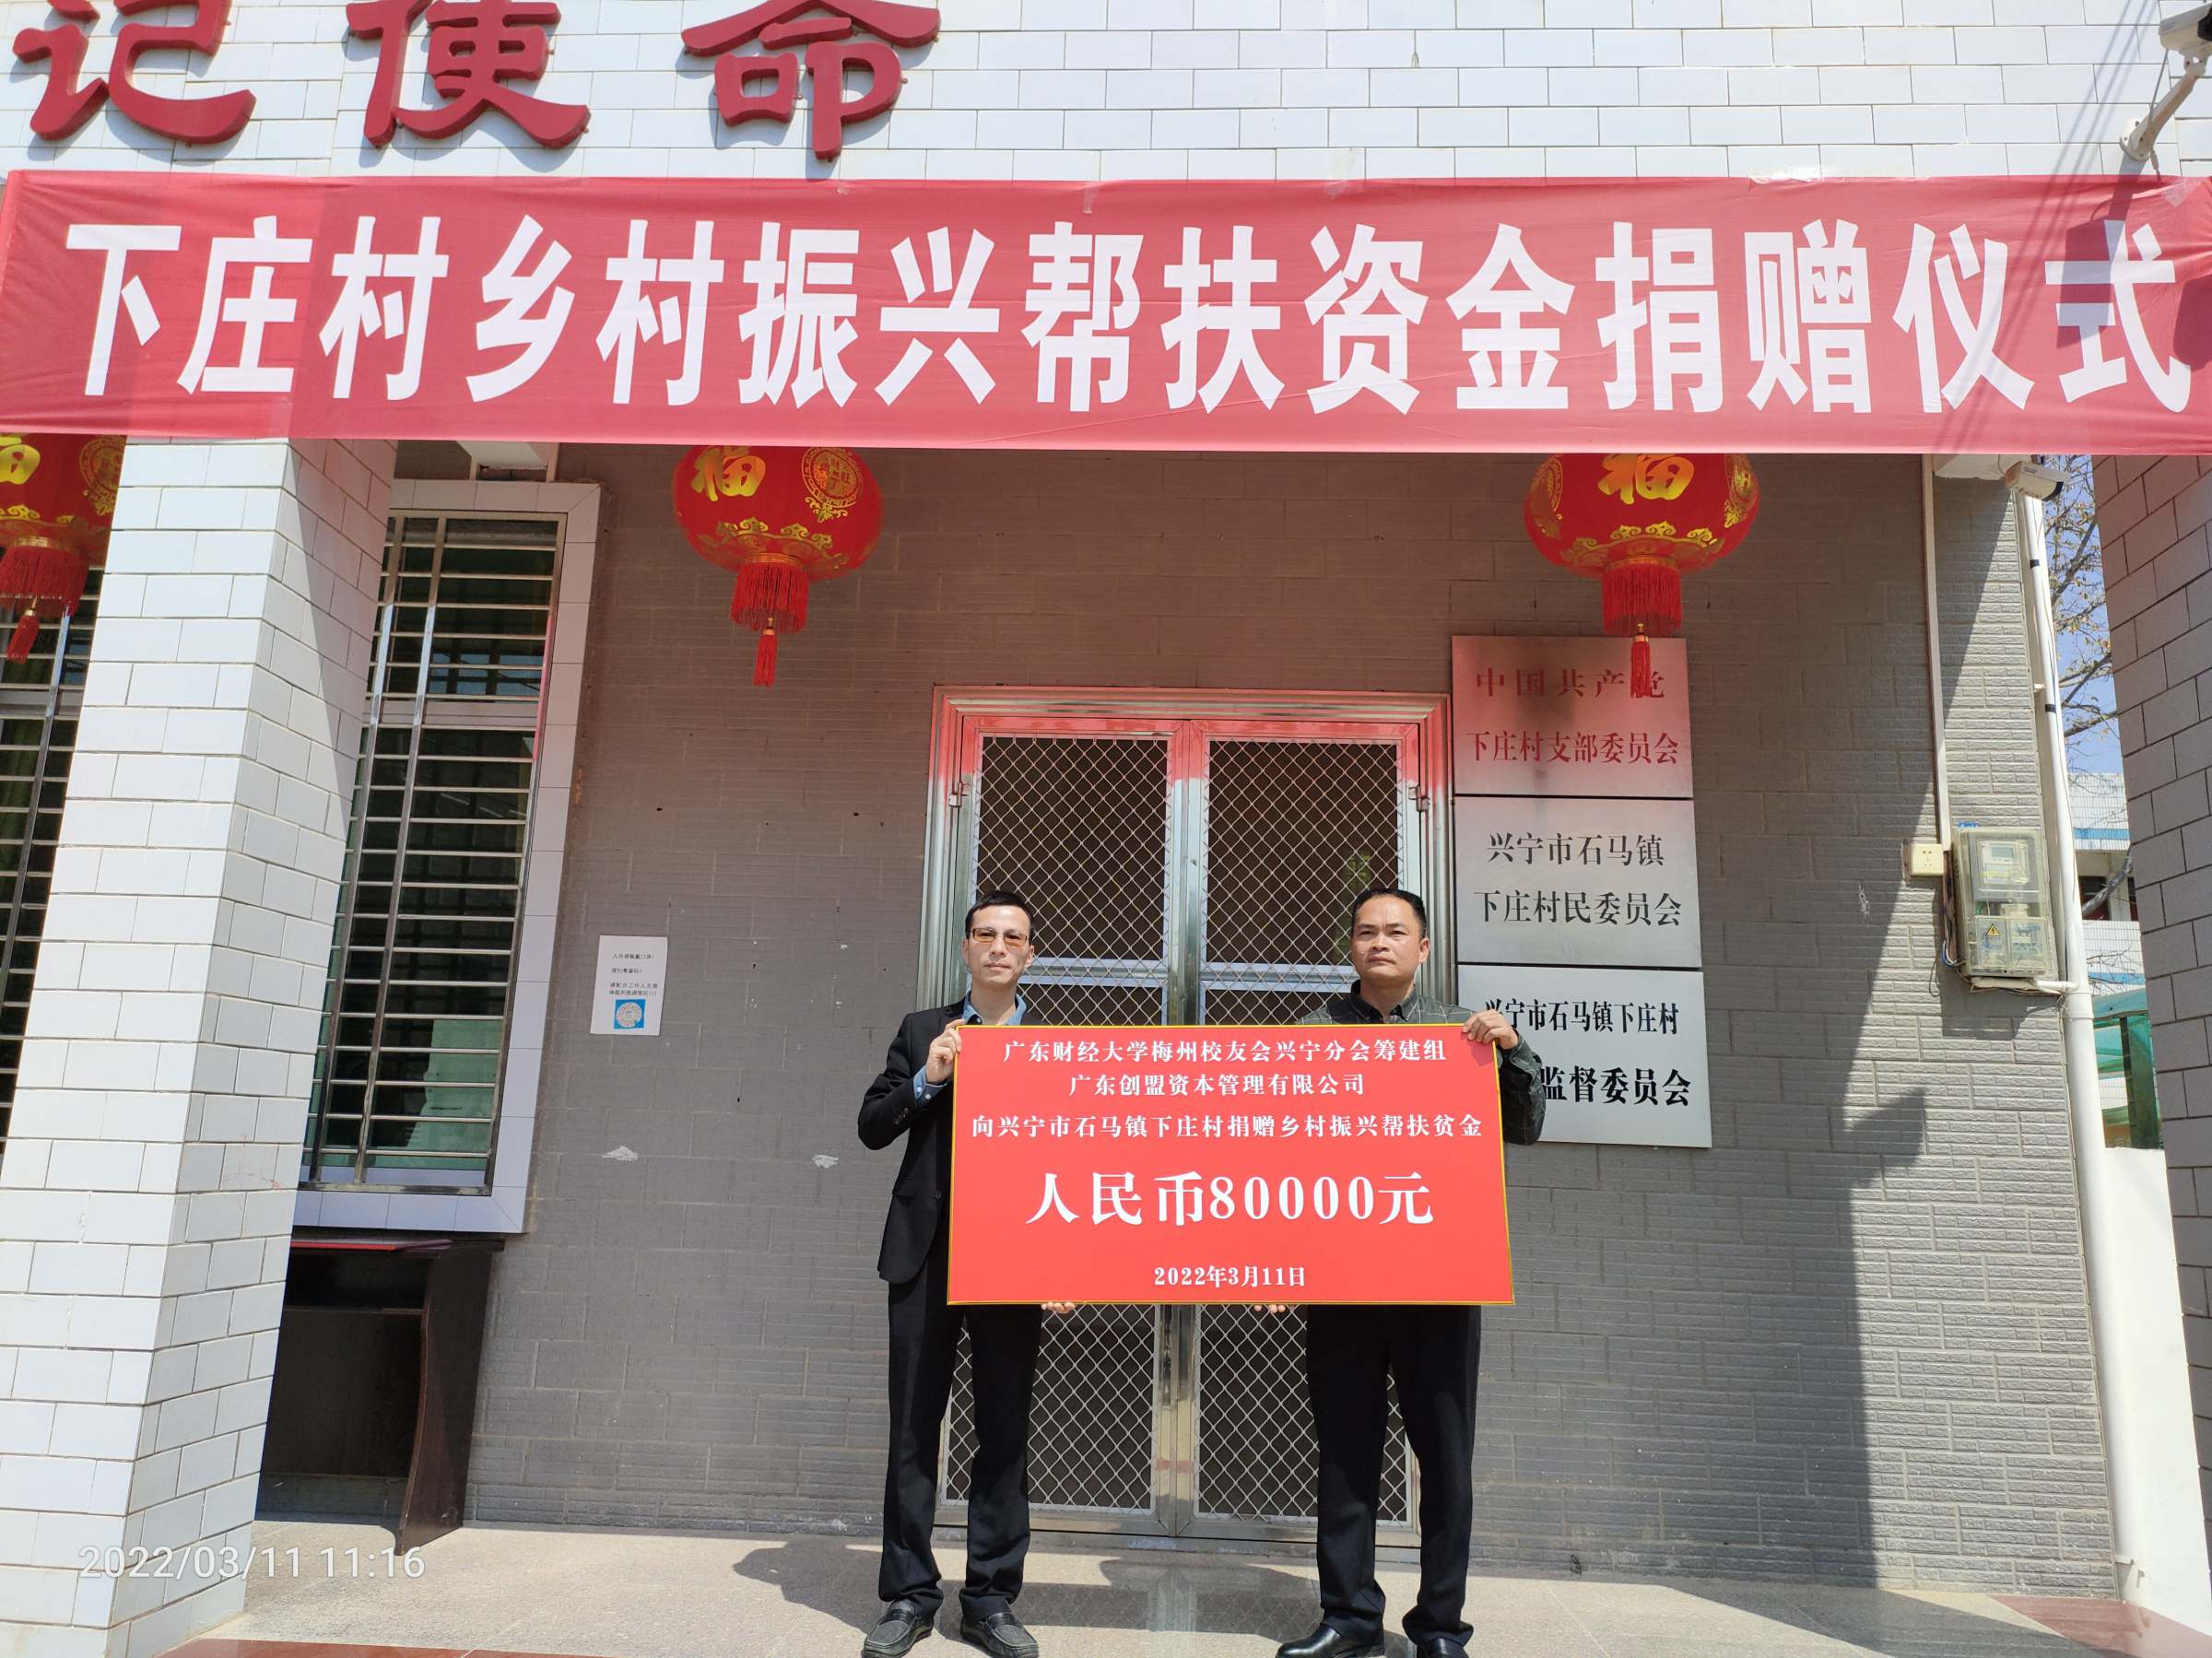 记使命
下庄村乡村振兴帮扶资金捐赠仪式
福
福
福
中国共产党
下庄村支部委员会
兴宁市石马镇
下庄村民委员会
兴宁市石马镇下庄村
监督委员会
广东财经大学梅州校友会兴宁分会筹建组
广东创盟资本管理有限公司
向兴宁市石马镇下庄村捐赠乡村振兴帮扶贫金
人民币80000元
2022年3月11日
2022/03/11 11:16